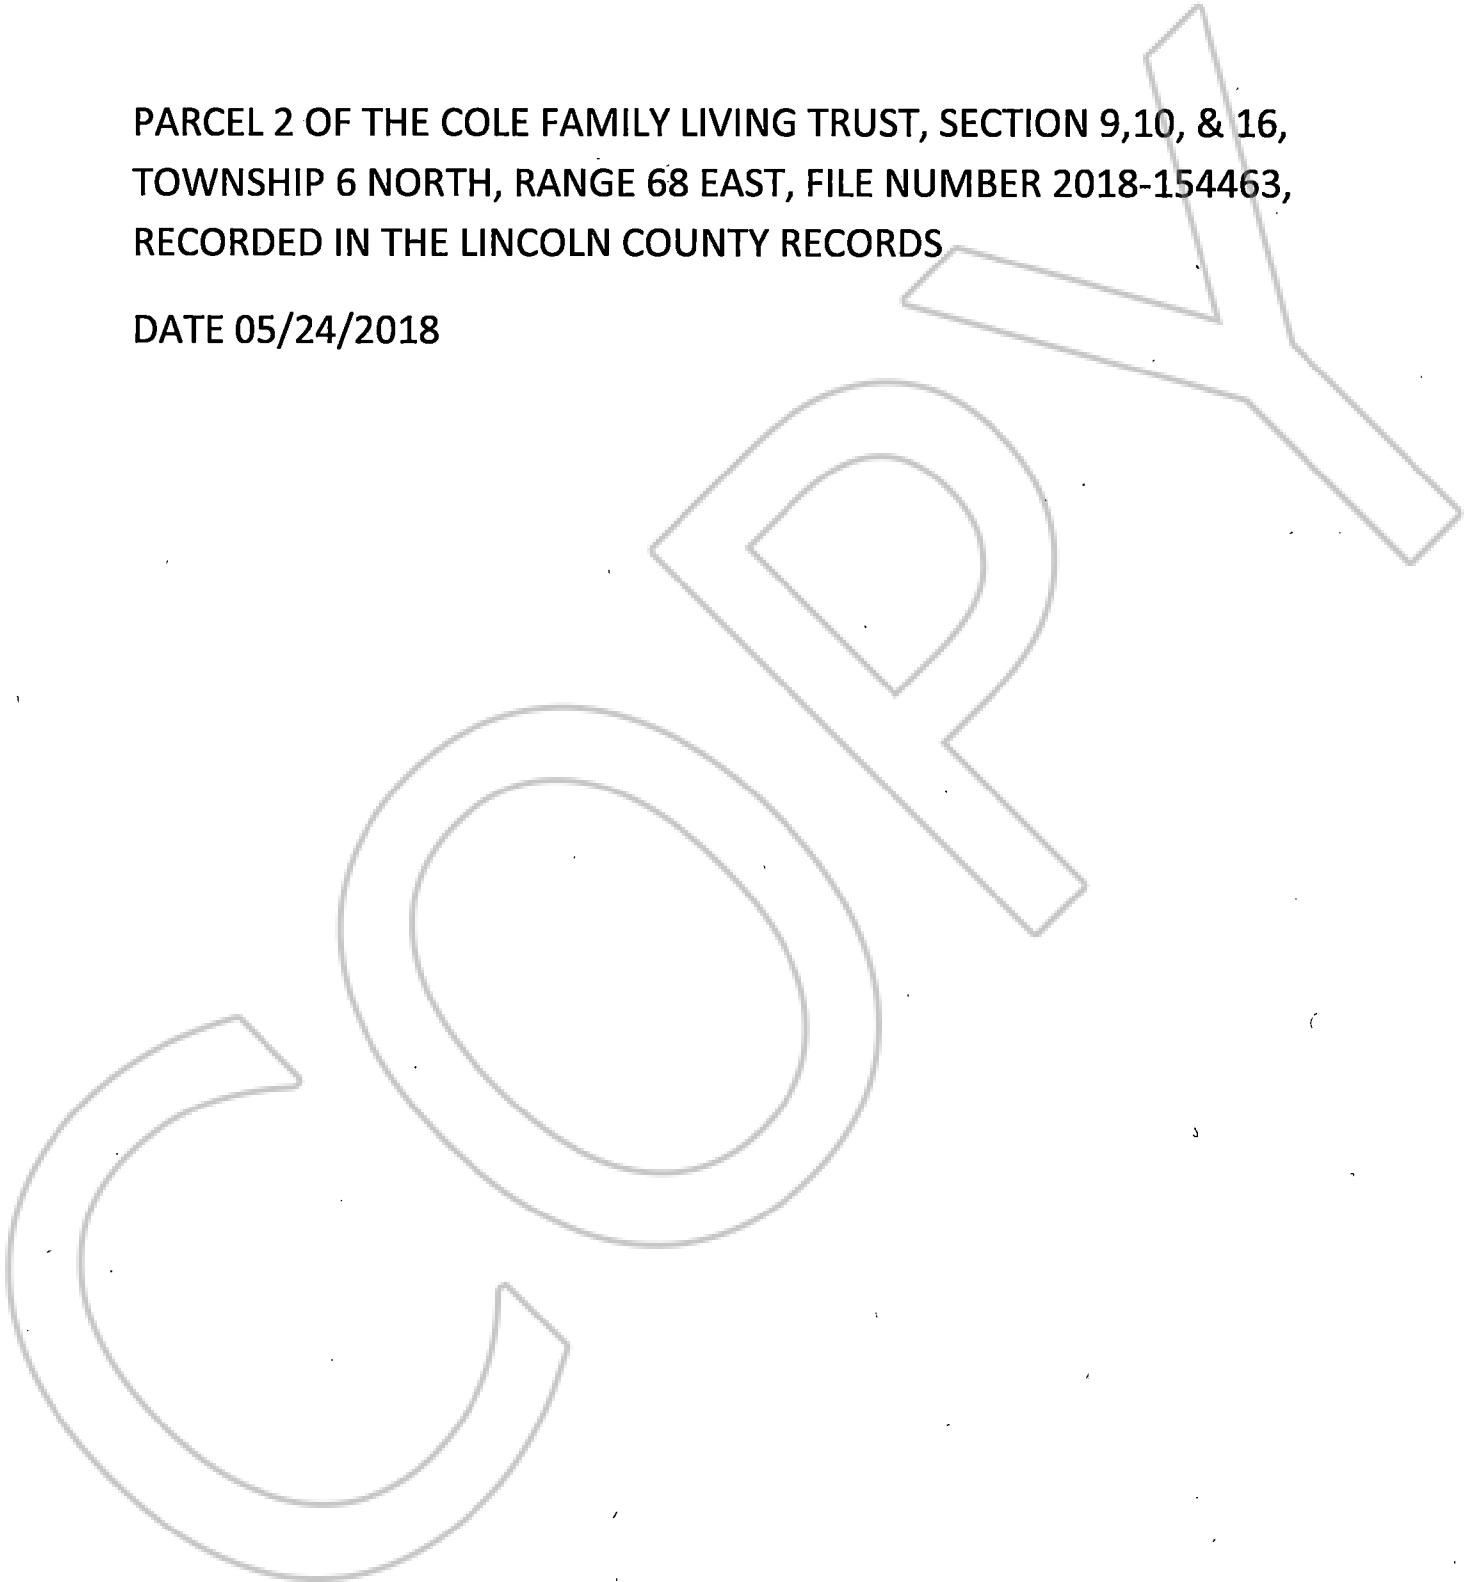 PARCEL 2 OF THE COLE FAMILY LIVING TRUST, SECTION 9,10, & 16,
TOWNSHIP 6 NORTH, RANGE 68 EAST, FILE NUMBER 2018-154463,
RECORDED IN THE LINCOLN COUNTY RECORDS
DATE 05/24/2018
COPY